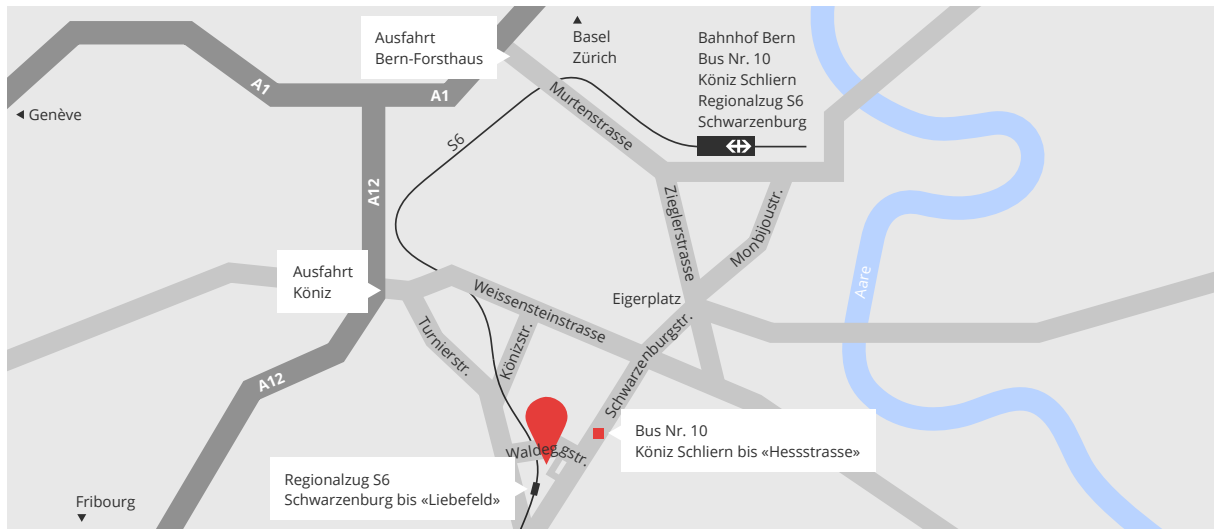 Ausfahrt
Bern-Forsthaus
Basel
Zürich
Bahnhof Bern
Bus Nr. 10
Köniz Schliern
Regionalzug S6
Schwarzenburg
A1
A1
Genève
S6
Murtenstrasse
A12
Zieglerstrasse
Monbijoustr.
Aare
Ausfahrt
Köniz
Eigerplatz
Weissensteinstrasse
Turnierstr.
Könizstr.
Schwarzenburgstr.
A12
Waldeggstr.
Bus Nr. 10
Köniz Schliern bis «Hessstrasse»
Regionalzug S6
Schwarzenburg bis «Liebefeld»
Fribourg